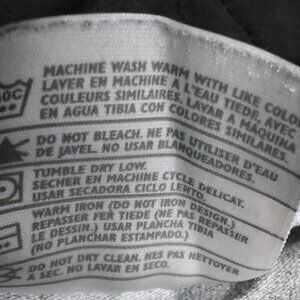 0C
MACHINE WASH WARM WITH LIKE COLO
LAVER EN MACHINE A L'EAU TIEDE, AVEC
COULEURS SIMILAIRES. LAVAR A MAQUINA
EN AGUA TIBIA CON COLORES SIMILARES.
DO NOT BLEACH. NE PAS UTILISER D'EAU
DE JAVEL. NO USAR BLANQUEADORES.
TUMBLE DRY LOW.
SECHER EN MACHINE CYCLE DELICAT.
USAR SECADORA CICLO LENTO.
WARM IRON (DO NOT IRON DESIGN.)
REPASSER FER TIEDE (NE PAS REPASSER
LE DESSIN.) USAR PLANCHA TIBIA
(NO PLANCHAR ESTAMPADO.)
DO NOT DRY CLEAN. NE PAS NETTOYER
A SEC. NO LAVAR EN SECO.